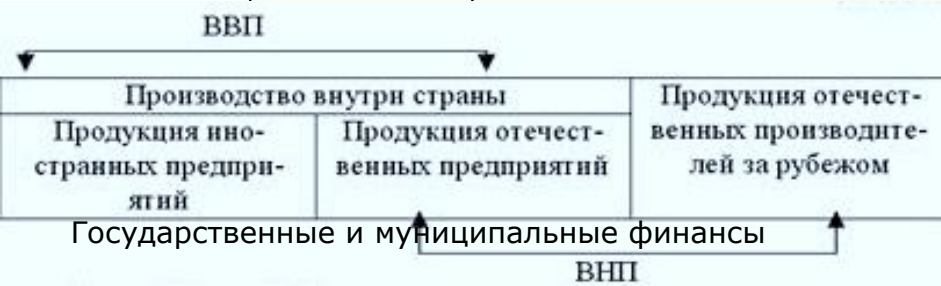 ВВП
Производство внутри страны
Продукция ино-
странных предпри-
ятий
Продукция отечест-
венных предприятий
Продукция отечест-
венных производите-
лей за рубежом
Государственные и муниципальные финансы
ВНП